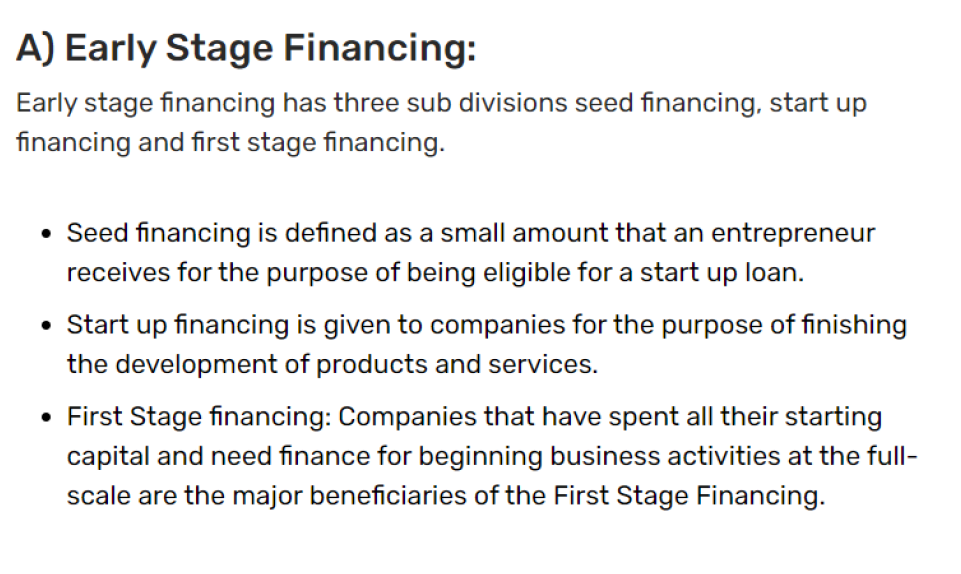 A) Early Stage Financing:
Early stage financing has three sub divisions seed financing, start up
financing and first stage financing.
• Seed financing is defined as a small amount that an entrepreneur
receives for the purpose of being eligible for a start up loan.
• Start up financing is given to companies for the purpose of finishing
the development of products and services.
• First Stage financing: Companies that have spent all their starting
capital and need finance for beginning business activities at the full-
scale are the major beneficiaries of the First Stage Financing.